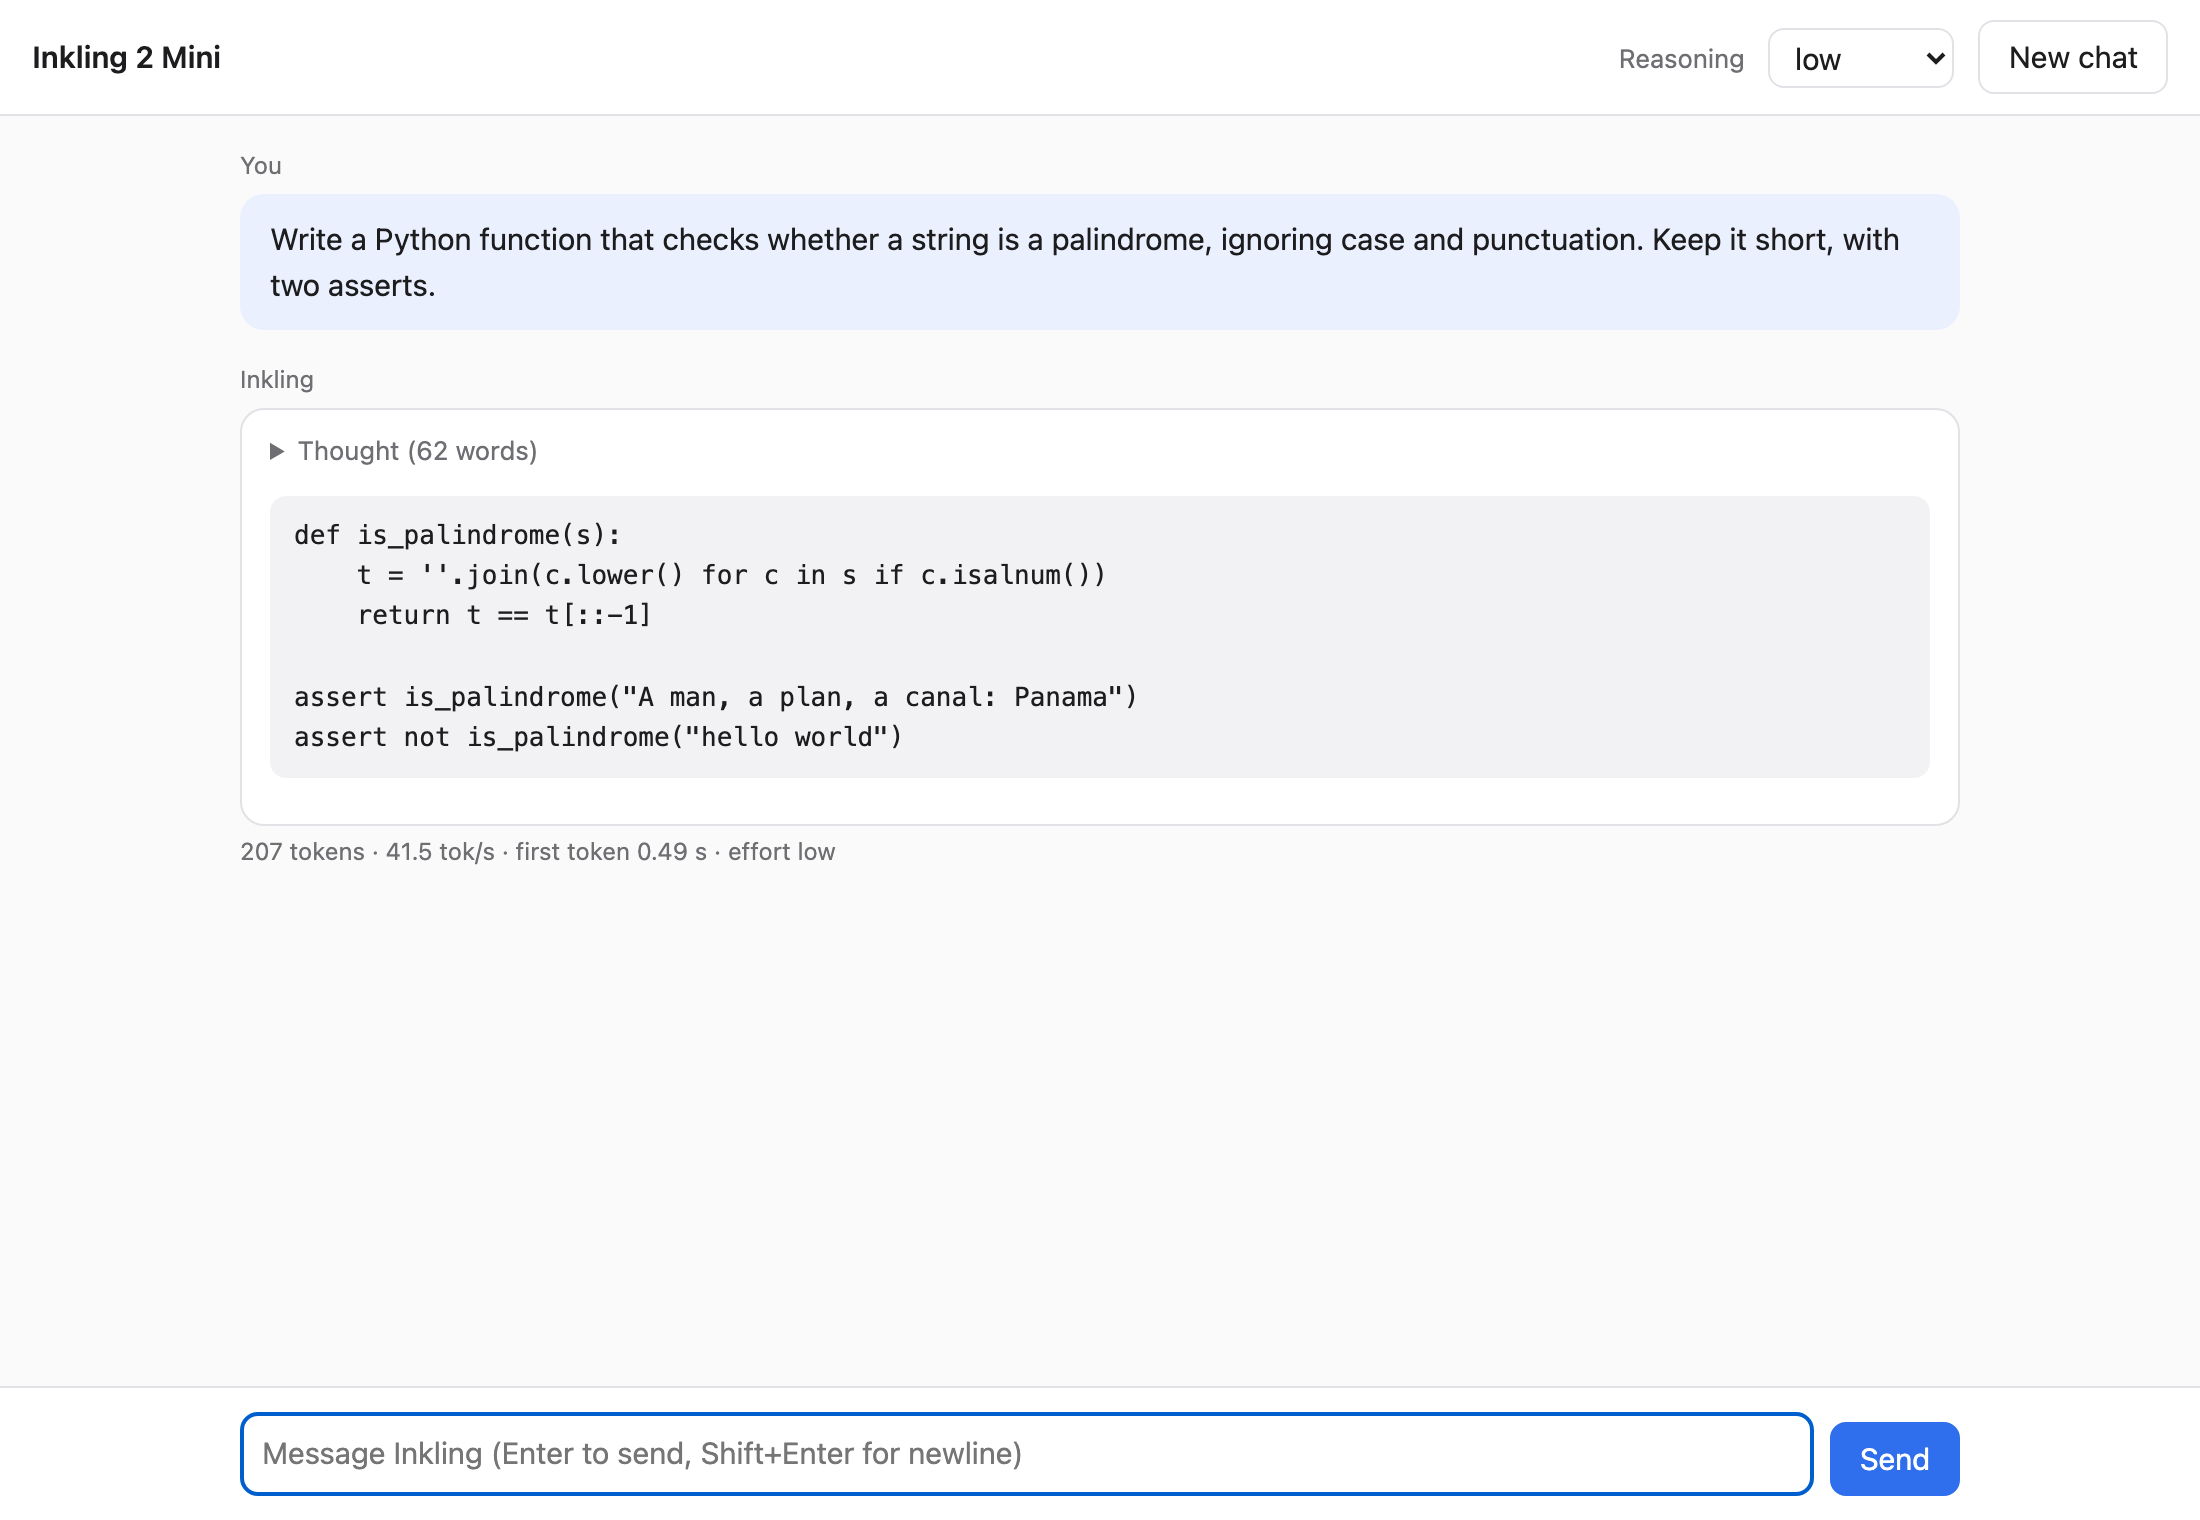 Inkling 2 Mini
Reasoning
low
New chat
You
Write a Python function that checks whether a string is a palindrome, ignoring case and punctuation. Keep it short, with
two asserts.
Inkling
Thought (62 words)
def is_palindrome(s):
    t = ''.join(c.lower() for c in s if c.isalnum())
    return t == t[::-1]

assert is_palindrome("A man, a plan, a canal: Panama")
assert not is_palindrome("hello world")
207 tokens · 41.5 tok/s · first token 0.49 s · effort low
Message Inkling (Enter to send, Shift+Enter for newline)
Send